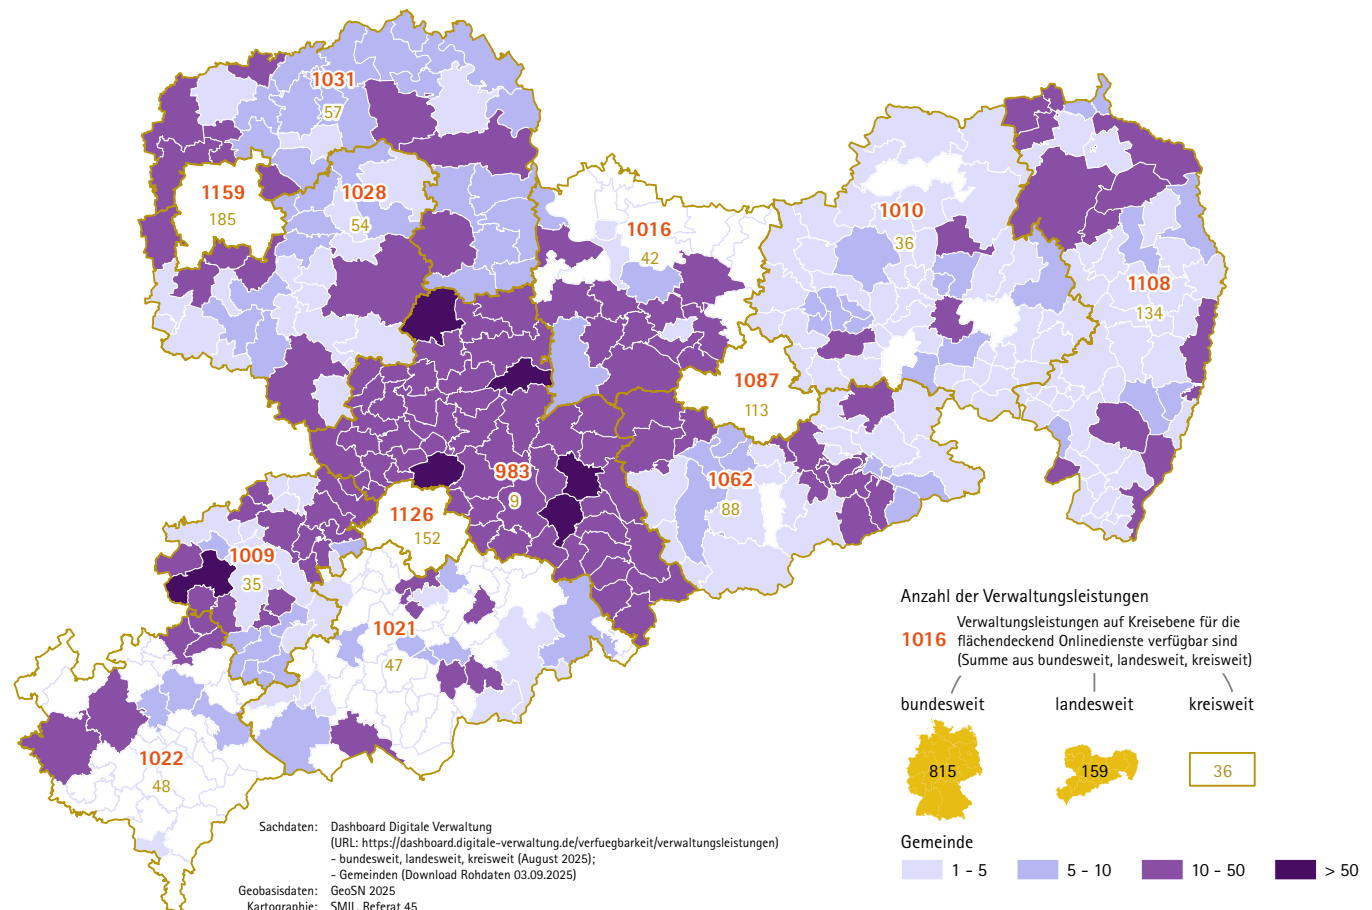 1031
57
1159
185
1028
54
1016
42
1010
36
1108
134
1087
113
983
9
1062
88
1126
152
1009
35
1021
47
1022
48
Anzahl der Verwaltungsleistungen
1016
Verwaltungsleistungen auf Kreisebene für die
flächendeckend Onlinedienste verfügbar sind
(Summe aus bundesweit, landesweit, kreisweit)
bundesweit landesweit kreisweit
815 159 36
Gemeinde
1 - 5 5 - 10 10 - 50 > 50
Sachdaten: Dashboard Digitale Verwaltung
(URL: https://dashboard.digitale-verwaltung.de/verfuegbarkeit/verwaltungsleistungen)
- bundesweit, landesweit, kreisweit (August 2025);
- Gemeinden (Download Rohdaten 03.09.2025)
Geobasisdaten: GeoSN 2025
Kartographie: SMIL, Referat 45